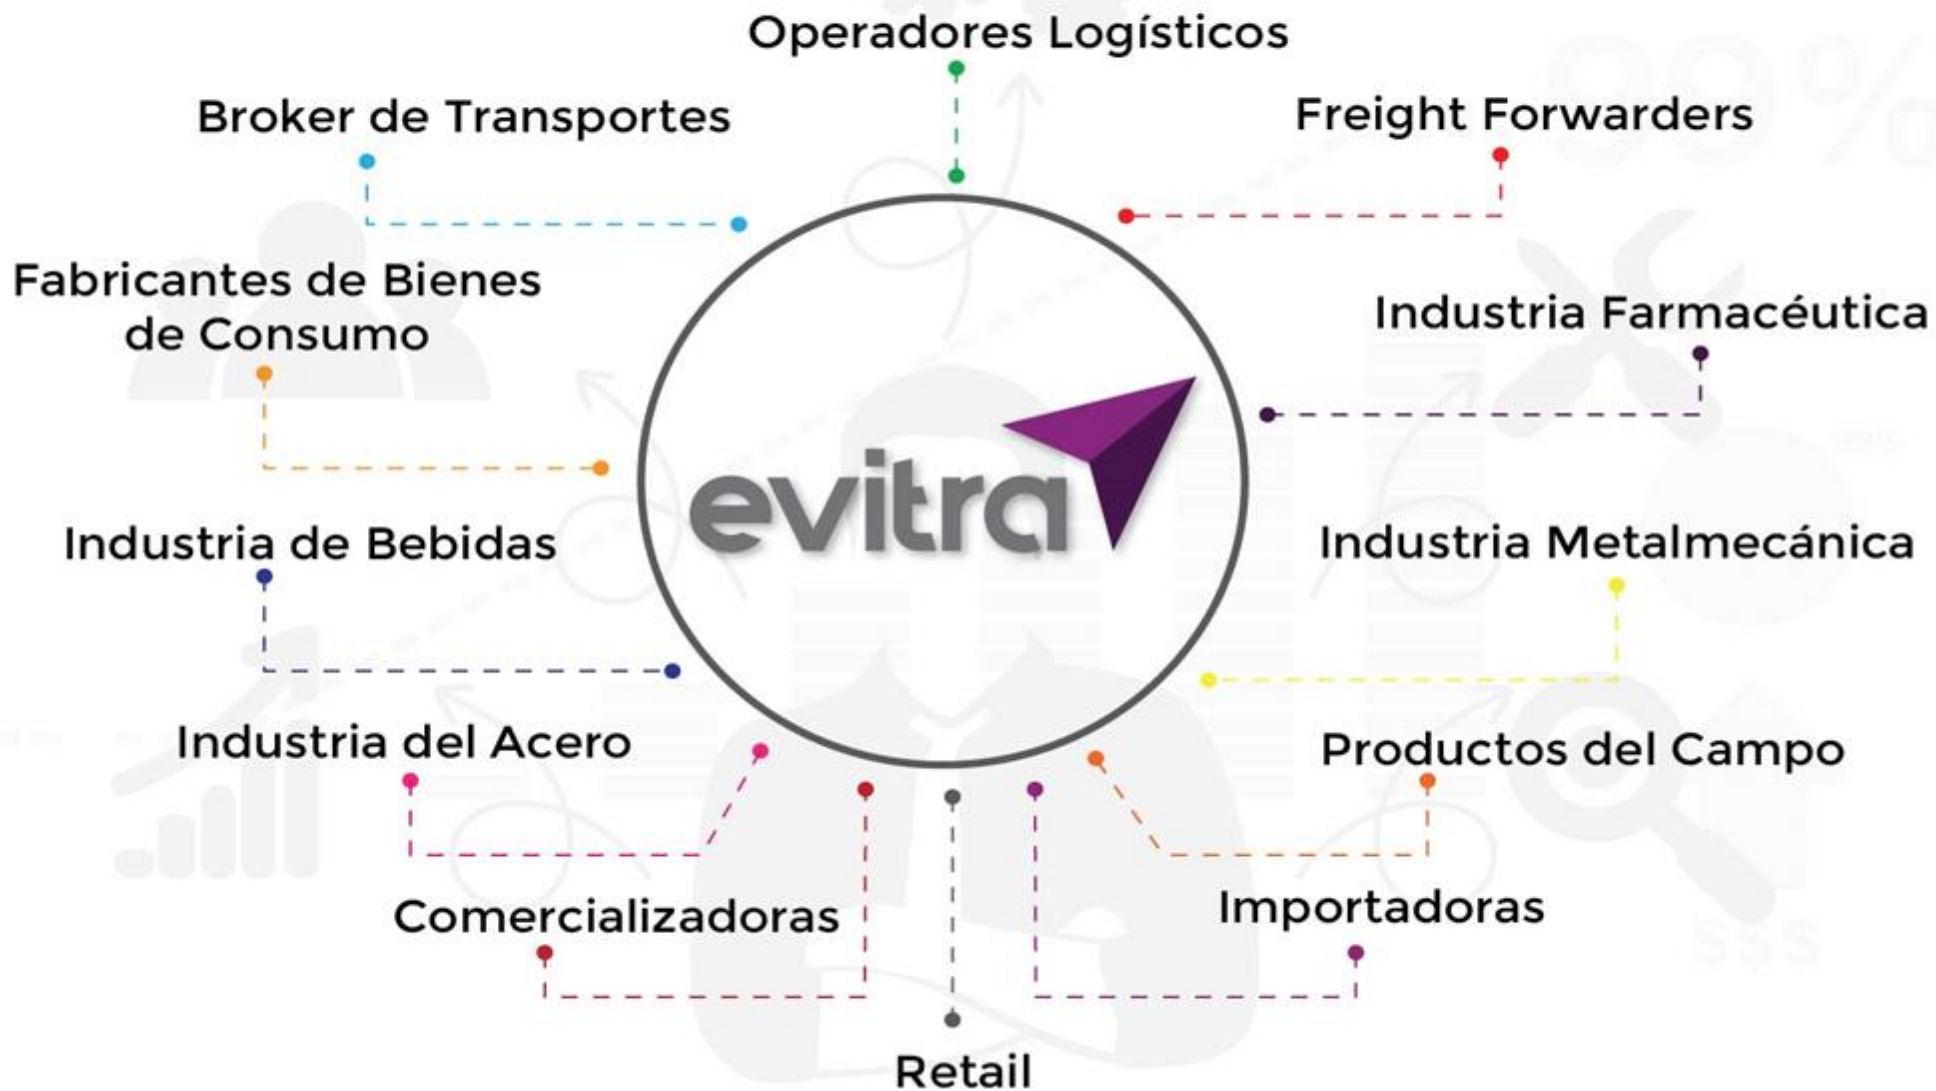 Operadores Logísticos
Broker de Transportes
Freight Forwarders
99%
Fabricantes de Bienes
de Consumo
Industria Farmacéutica
evitra
Industria de Bebidas
Industria Metalmecánica
Industria del Acero
Productos del Campo
Comercializadoras
Importadoras
$$$
Retail